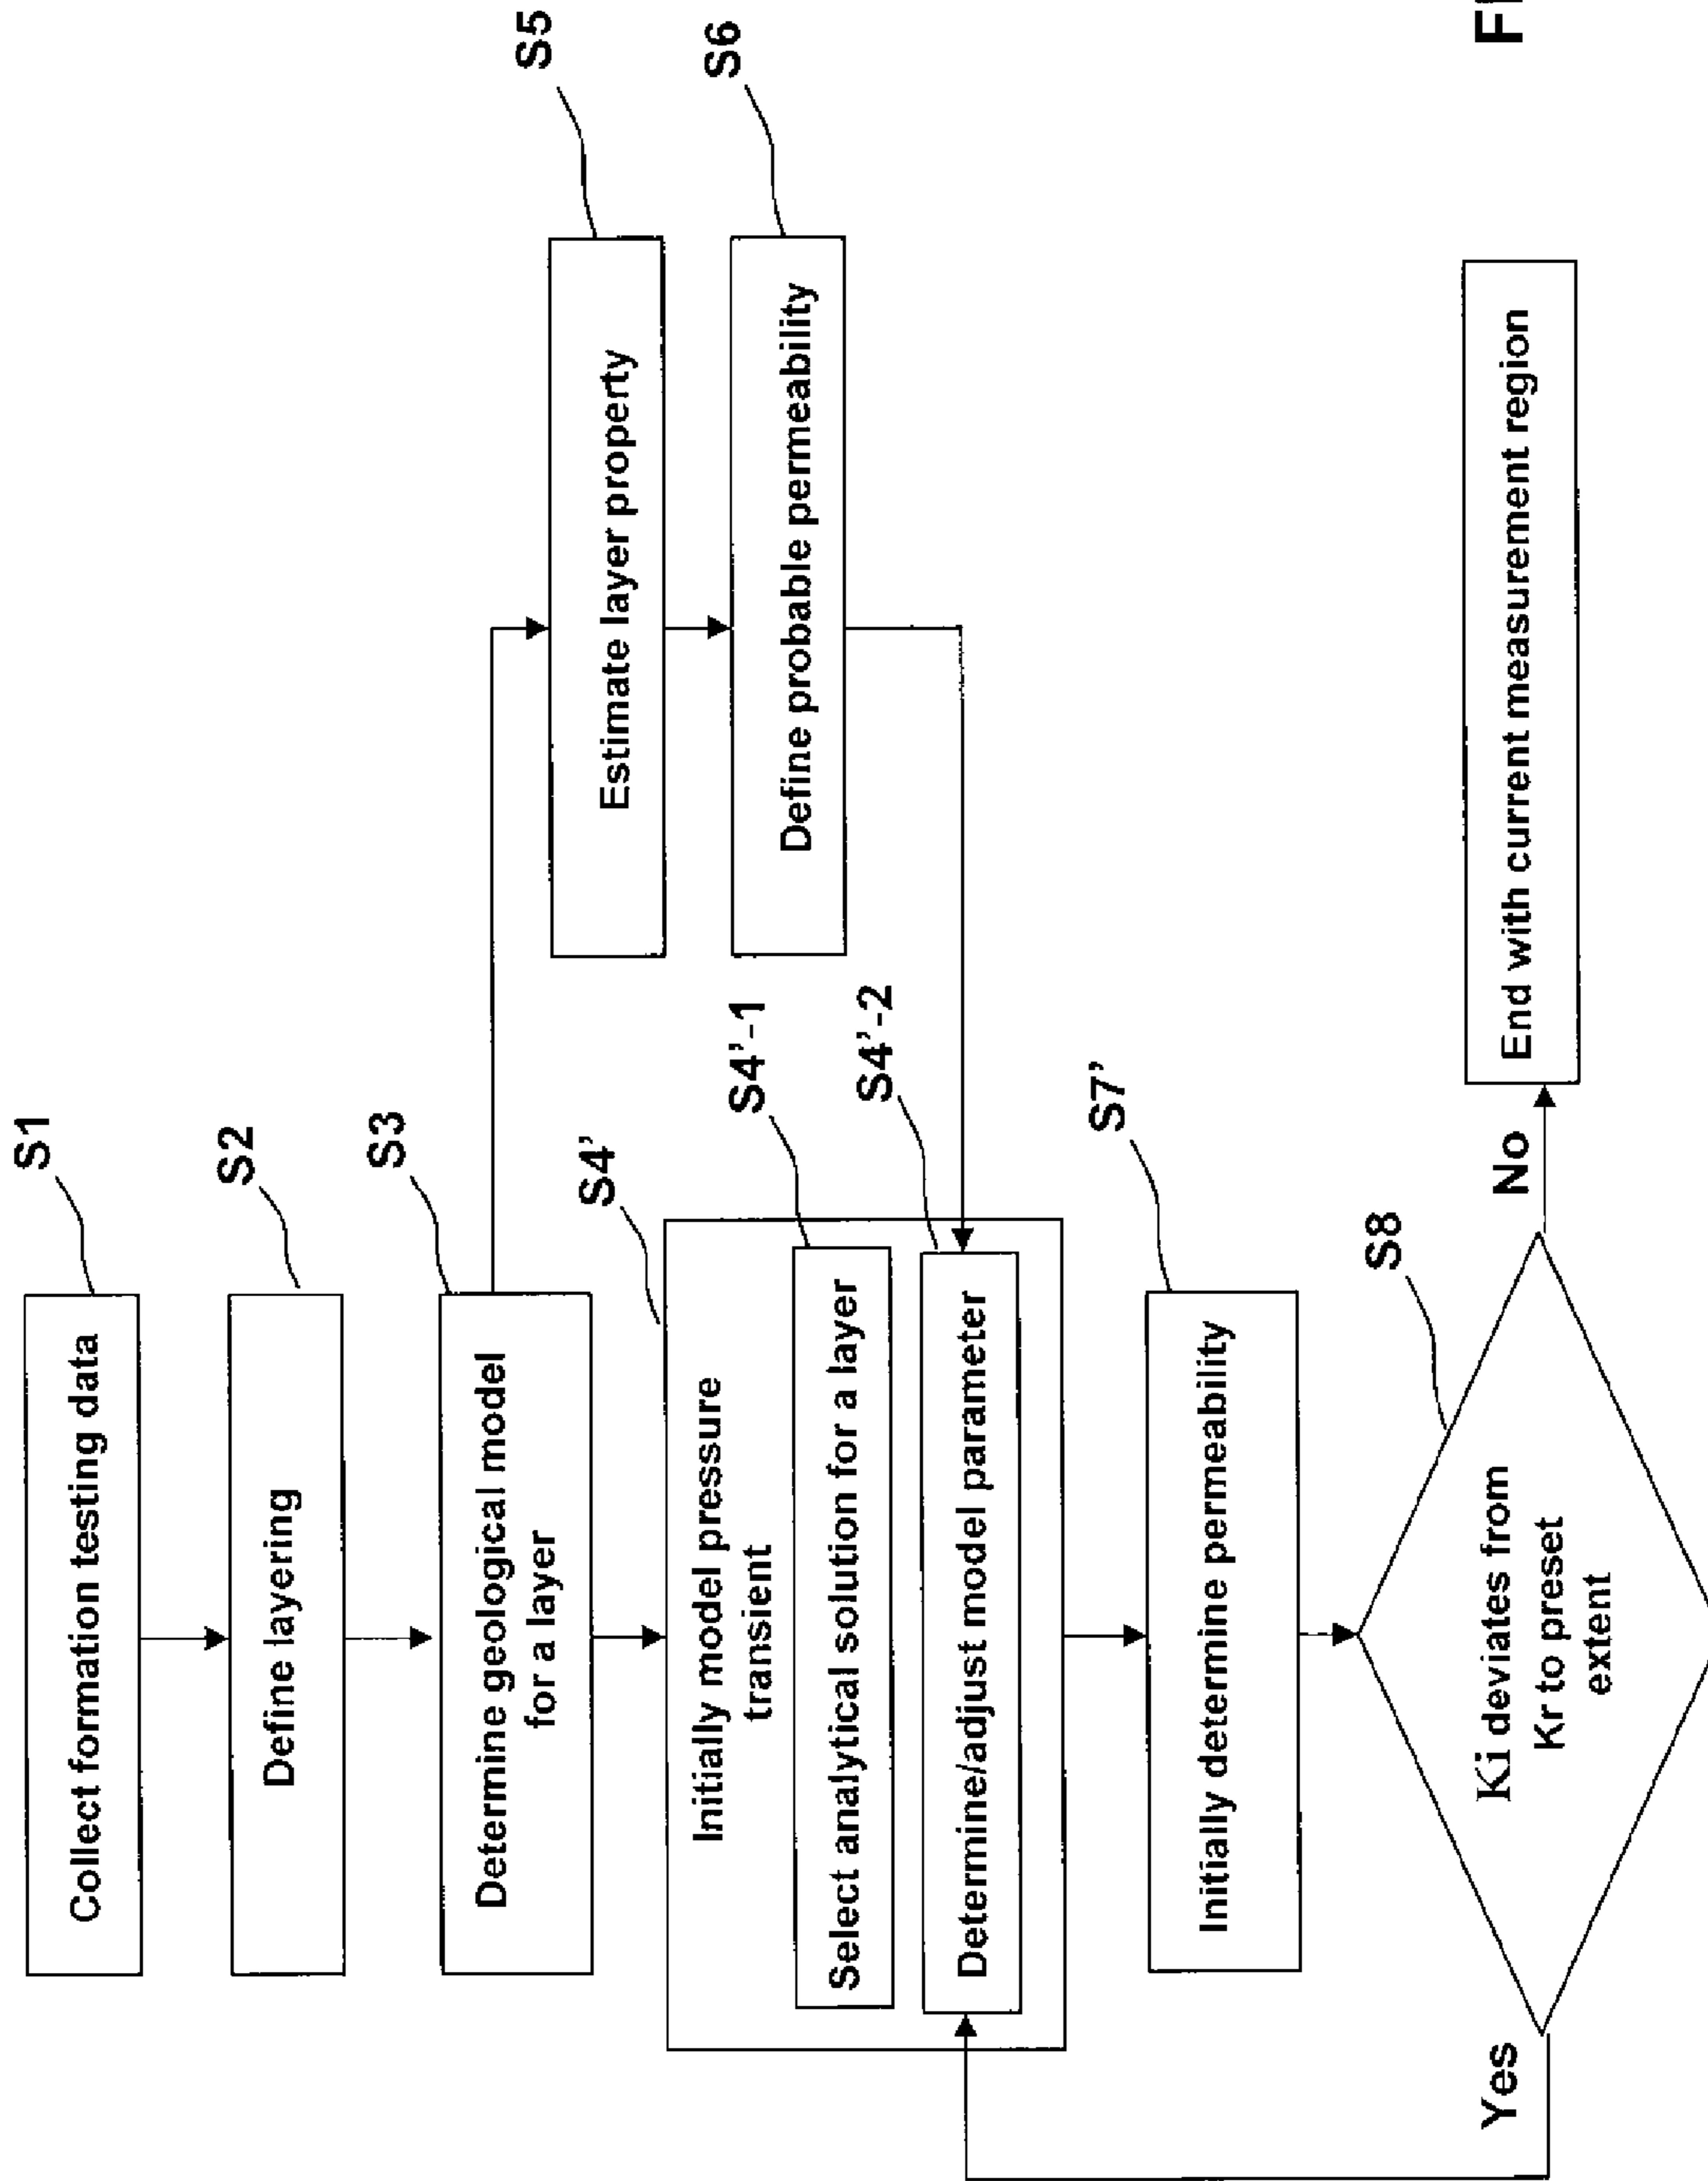 S1
Collect formation testing data
S2
Define layering
S3
Determine geological model
for a layer
S4'
Initially model pressure
transient
S4'-1
Select analytical solution for a layer
S4'-2
Determine/adjust model parameter
S5
Estimate layer property
S6
Define probable permeability
S7'
Initially determine permeability
S8
Ki deviates from
Kr to preset
extent
Yes
No
End with current measurement region